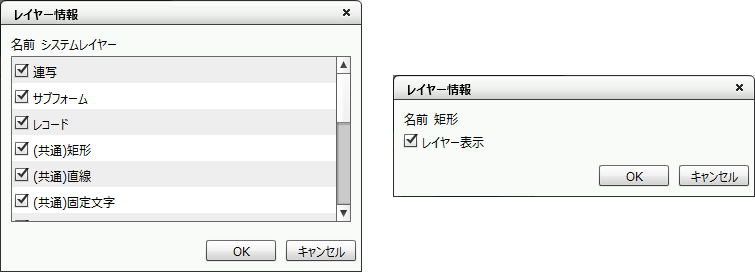 レイヤー情報
名前 システムレイヤー
連写
サブフォーム
レコード
(共通)矩形
(共通)直線
(共通)固定文字
OK キャンセル
レイヤー情報
名前 矩形
レイヤー表示
OK キャンセル